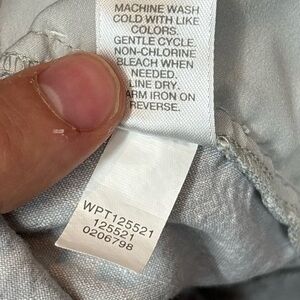 MACHINE WASH
COLD WITH LIKE
COLORS.
GENTLE CYCLE.
NON-CHLORINE
BLEACH WHEN
NEEDED.
LINE DRY.
ARM IRON ON
REVERSE.
WPT125521
125521
0206798